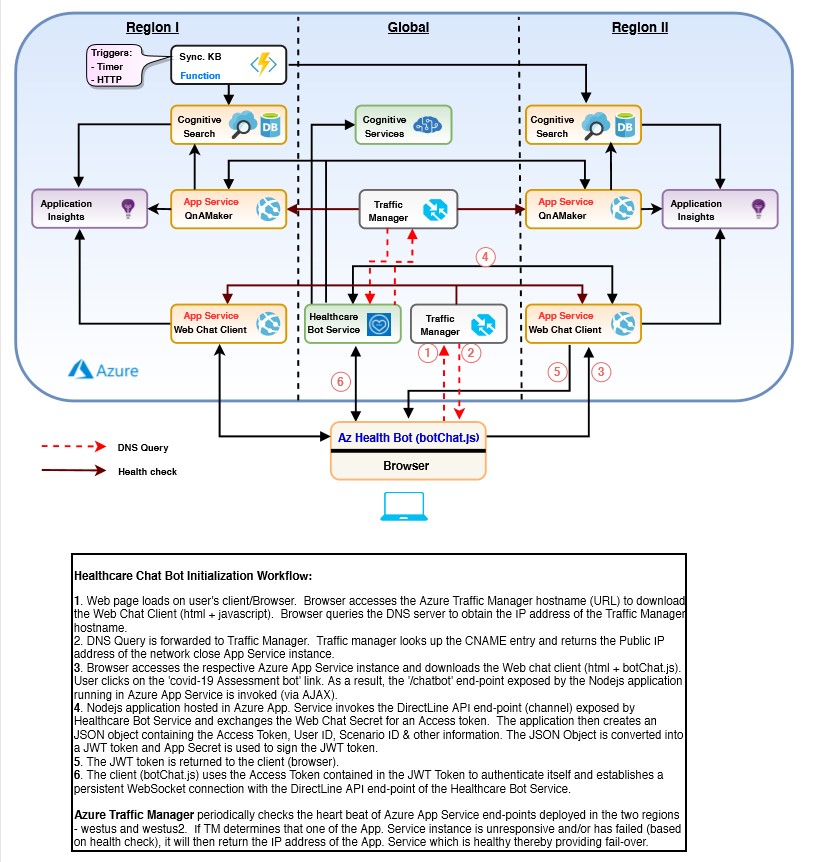 Region I
Global
Region II
Triggers:
- Timer
- HTTP
Sync. KB
Function
Cognitive
Search
DB
Cognitive
Services
Cognitive
Search
DB
Application
Insights
App Service
QnAMaker
Traffic
Manager
App Service
QnAMaker
Application
Insights
4
App Service
Web Chat Client
Healthcare
Bot Service
Traffic
Manager
App Service
Web Chat Client
1
2
Azure
6
5
3
Az Health Bot (botChat.js)
Browser
DNS Query
Health check
Healthcare Chat Bot Initialization Workflow:
1. Web page loads on user's client/Browser. Browser accesses the Azure Traffic Manager hostname (URL) to download
the Web Chat Client (html + javascript). Browser queries the DNS server to obtain the IP address of the Traffic Manager
hostname.
2. DNS Query is forwarded to Traffic Manager. Traffic manager looks up the CNAME entry and returns the Public IP
address of the network close App Service instance.
3. Browser accesses the respective Azure App Service instance and downloads the Web chat client (html + botChat.js).
User clicks on the 'covid-19 Assessment bot' link. As a result, the '/chatbot' end-point exposed by the Nodejs application
running in Azure App Service is invoked (via AJAX).
4. Nodejs application hosted in Azure App. Service invokes the DirectLine API end-point (channel) exposed by
Healthcare Bot Service and exchanges the Web Chat Secret for an Access token. The application then creates an
JSON object containing the Access Token, User ID, Scenario ID & other information. The JSON Object is converted into
a JWT token and App Secret is used to sign the JWT token.
5. The JWT token is returned to the client (browser).
6. The client (botChat.js) uses the Access Token contained in the JWT Token to authenticate itself and establishes a
persistent WebSocket connection with the DirectLine API end-point of the Healthcare Bot Service.
Azure Traffic Manager periodically checks the heart beat of Azure App Service end-points deployed in the two regions
- westus and westus2. If TM determines that one of the App. Service instance is unresponsive and/or has failed (based
on health check), it will then return the IP address of the App. Service which is healthy thereby providing fail-over.